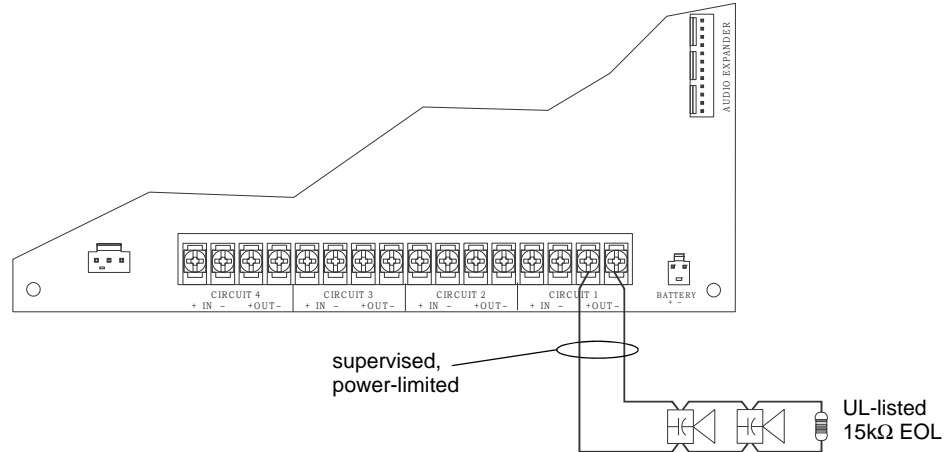 AUDIO EXPANDER
CIRCUIT 4 CIRCUIT 3 CIRCUIT 2 CIRCUIT 1 BATTERY
+ IN - +OUT- + IN - +OUT- + IN - +OUT- + IN - +OUT- + -
supervised,
power-limited
UL-listed
15kΩ EOL